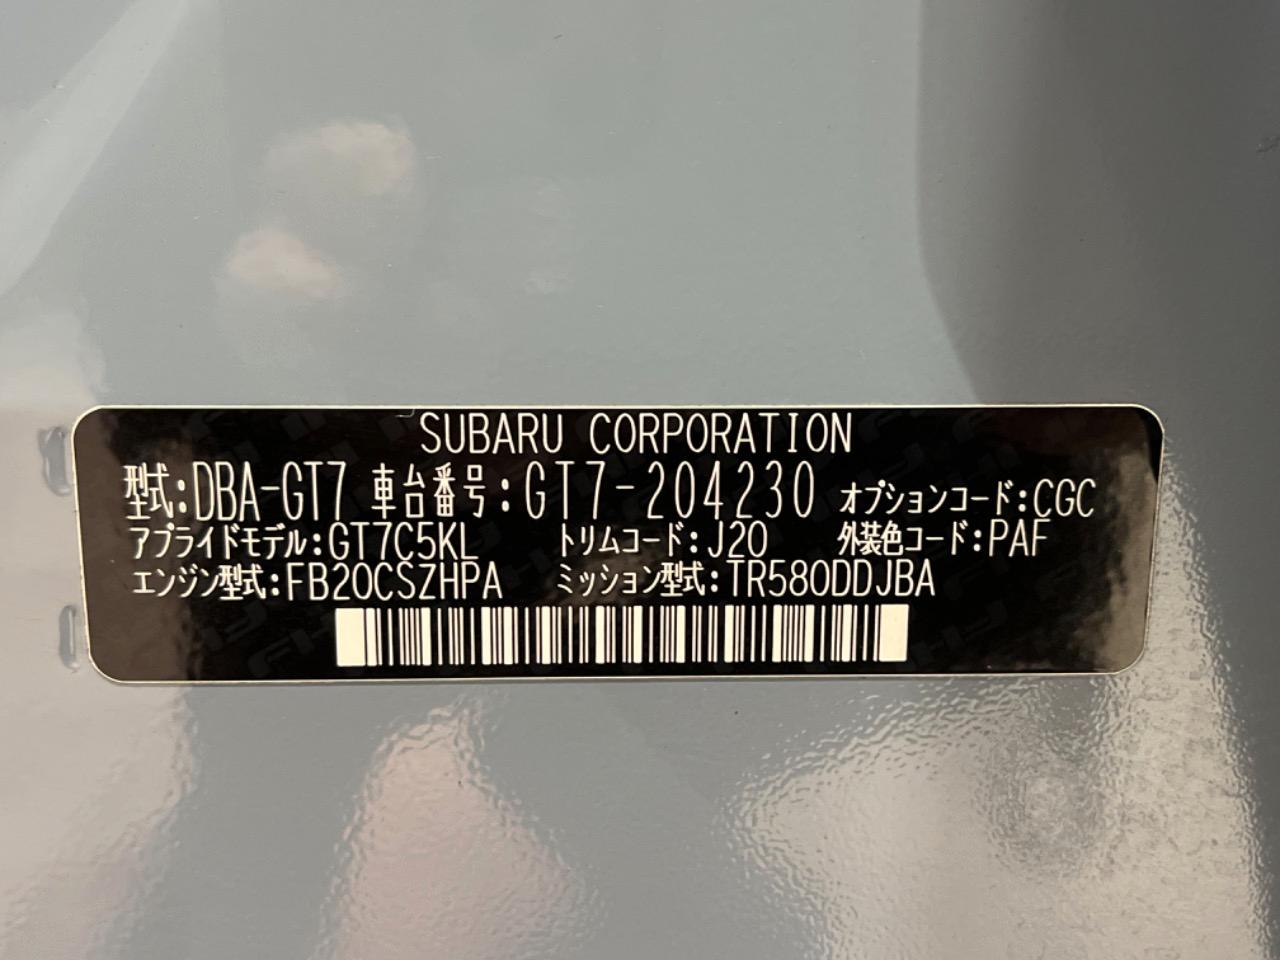 SUBARU CORPORATION
型式:DBA-GT7 車台番号:GT7-204230 オプションコード:CGC
アプライドモデル:GT7C5KL トリムコード:J20 外装色コード:PAF
エンジン型式:FB20CSZHPA ミッション型式:TR580DDJBA